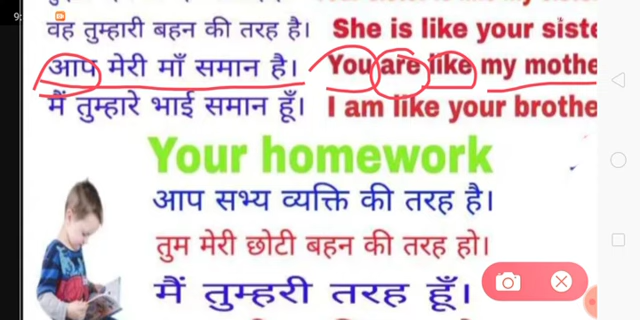 वह तुम्हारी बहन की तरह है। She is like your siste
आप मेरी माँ समान है। You are like my mothe
मैं तुम्हारे भाई समान हूँ। I am like your brothe
Your homework
आप सभ्य व्यक्ति की तरह है।
तुम मेरी छोटी बहन की तरह हो।
मैं तुम्हरी तरह हूँ।